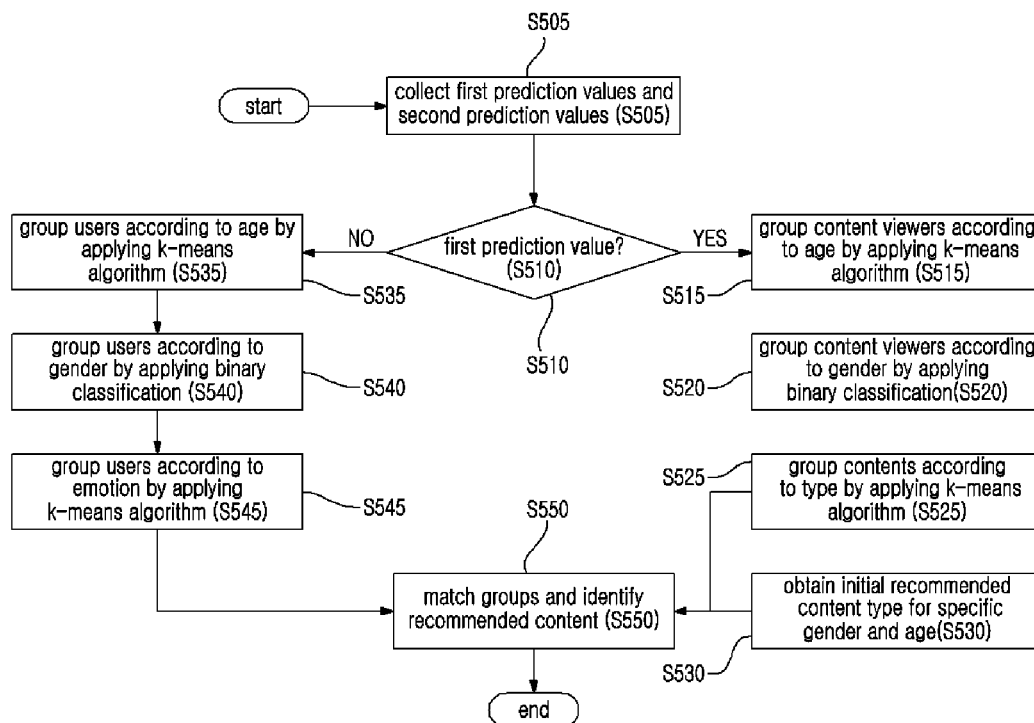 S505
start
collect first prediction values and
second prediction values (S505)
group users according to age by
applying k-means
algorithm (S535)
NO
first prediction value?
(S510)
YES
group content viewers according
to age by applying k-means
algorithm (S515)
S535
S515
S510
group users according to
gender by applying binary
classification (S540)
S540
S520
group content viewers according
to gender by applying
binary classification(S520)
group users according to
emotion by applying
k-means algorithm (S545)
S545
S525
group contents according
to type by applying k-means
algorithm (S525)
S550
match groups and identify
recommended content (S550)
obtain initial recommended
content type for specific
gender and age(S530)
S530
end